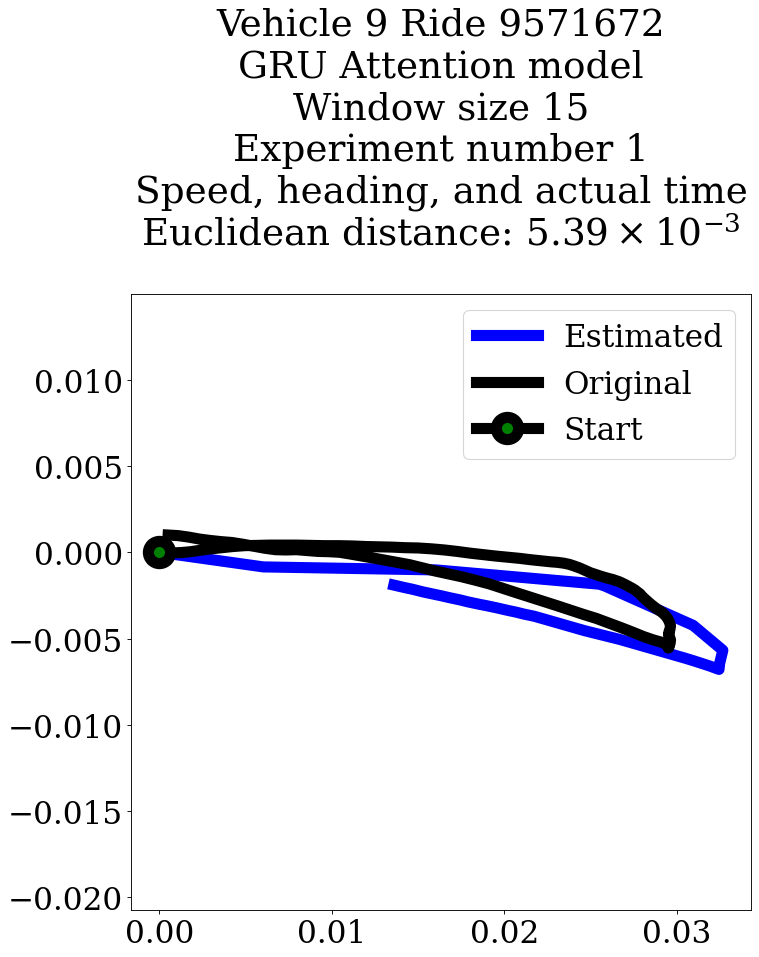 Vehicle 9 Ride 9571672
GRU Attention model
Window size 15
Experiment number 1
Speed, heading, and actual time
Euclidean distance: 5.39 × 10⁻³
Estimated
Original
Start
0.010
0.005
0.000
−0.005
−0.010
−0.015
−0.020
0.00 0.01 0.02 0.03